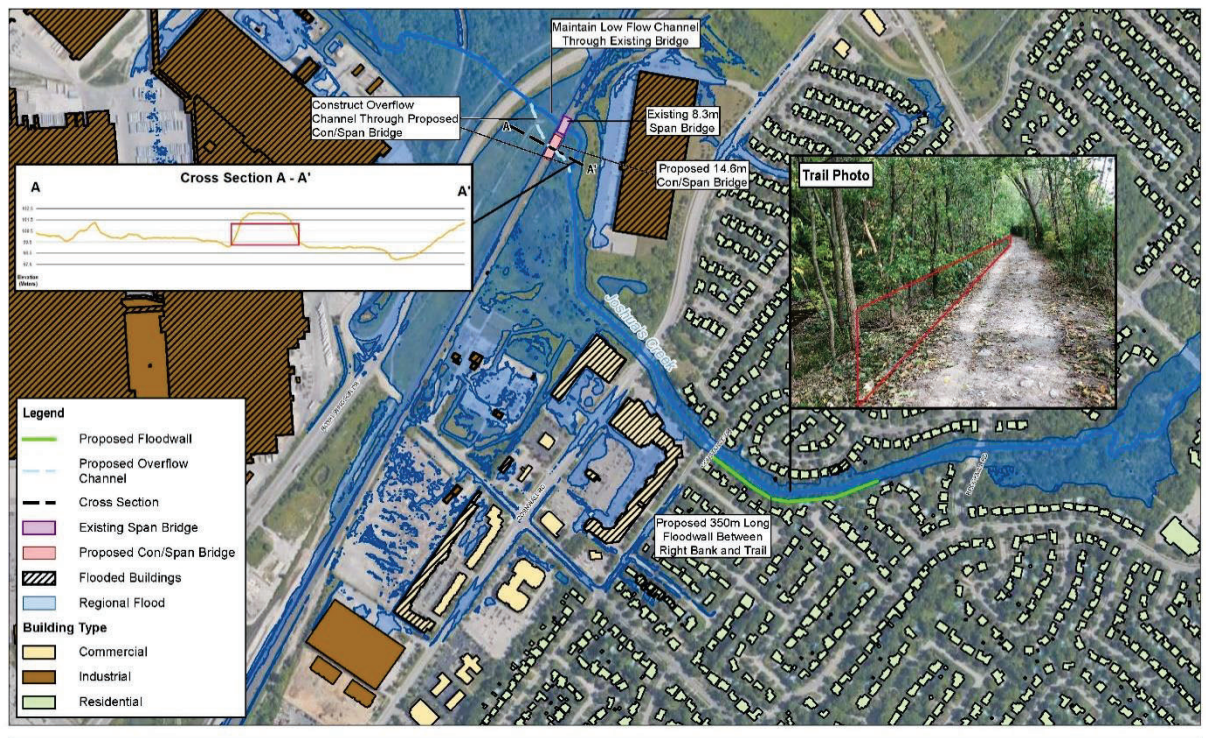 Maintain Low Flow Channel
Through Existing Bridge
Construct Overflow
Channel Through Proposed
Con/Span Bridge
Existing 8.3m
Span Bridge
Proposed 14.6m
Con/Span Bridge
A
A'
Cross Section A - A'
A
A'
Elevation
(Meters)
Trail Photo
Joshua's Creek
Proposed 350m Long
Floodwall Between
Right Bank and Trail
Legend
Proposed Floodwall
Proposed Overflow
Channel
Cross Section
Existing Span Bridge
Proposed Con/Span Bridge
Flooded Buildings
Regional Flood
Building Type
Commercial
Industrial
Residential